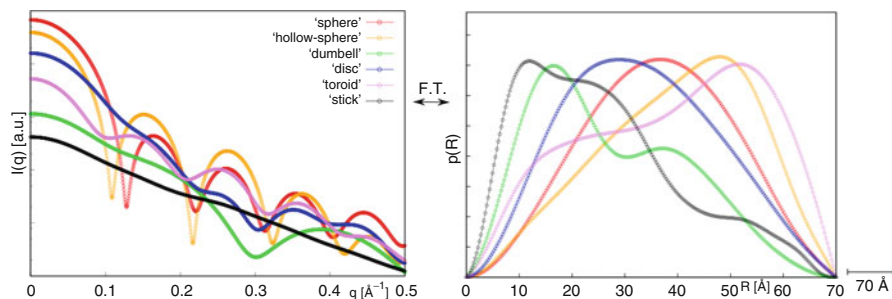 I(q) [a.u.]
'sphere'
'hollow-sphere'
'dumbell'
'disc'
'toroid'
'stick'
0 0.1 0.2 0.3 0.4 0.5
q [Å⁻¹]
F.T.
p(R)
0 10 20 30 40 50 60 70
R [Å]
70 Å